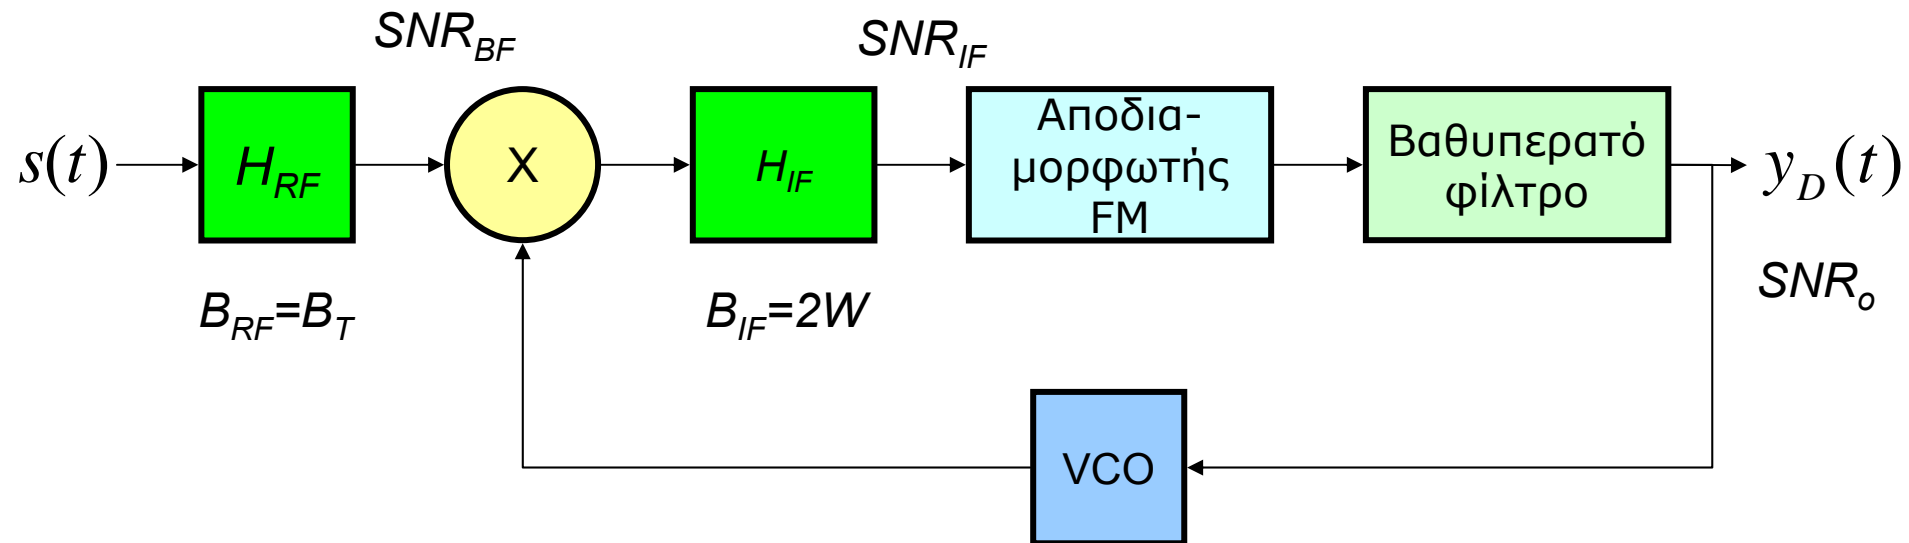 SNR_BF
SNR_IF
s(t)
H_RF
X
H_IF
Αποδια-
μορφωτής
FM
Βαθυπερατό
φίλτρο
y_D(t)
B_RF=B_T
B_IF=2W
SNR_o
VCO